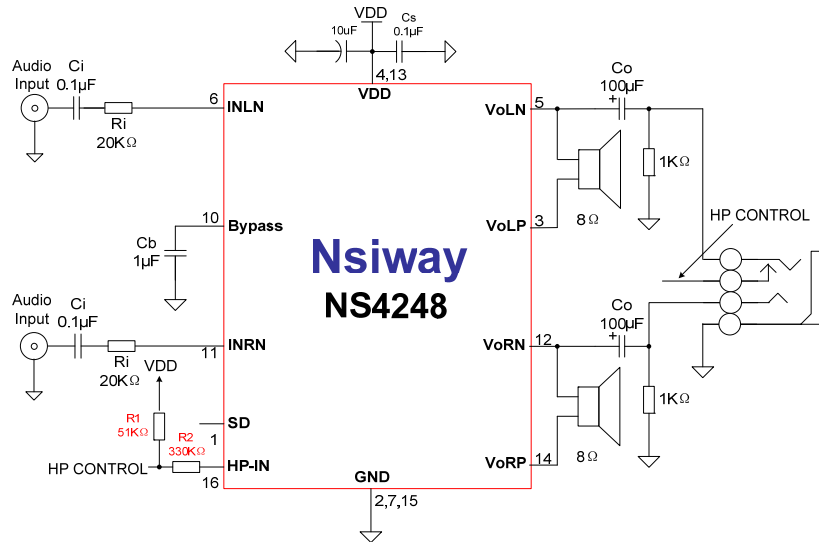 VDD
10uF
Cs
0.1µF
4,13
VDD
Audio
Input
Ci
0.1µF
Ri
20KΩ
6
INLN
VoLN
5
Co
100µF
+
1KΩ
VoLP
3
8Ω
HP CONTROL
10
Bypass
Cb
1µF
Nsiway
NS4248
Audio
Input
Ci
0.1µF
Ri
20KΩ
11
INRN
VoRN
12
Co
100µF
+
1KΩ
VDD
R1
51KΩ
SD
1
R2
330KΩ
HP CONTROL
HP-IN
16
VoRP
14
8Ω
GND
2,7,15